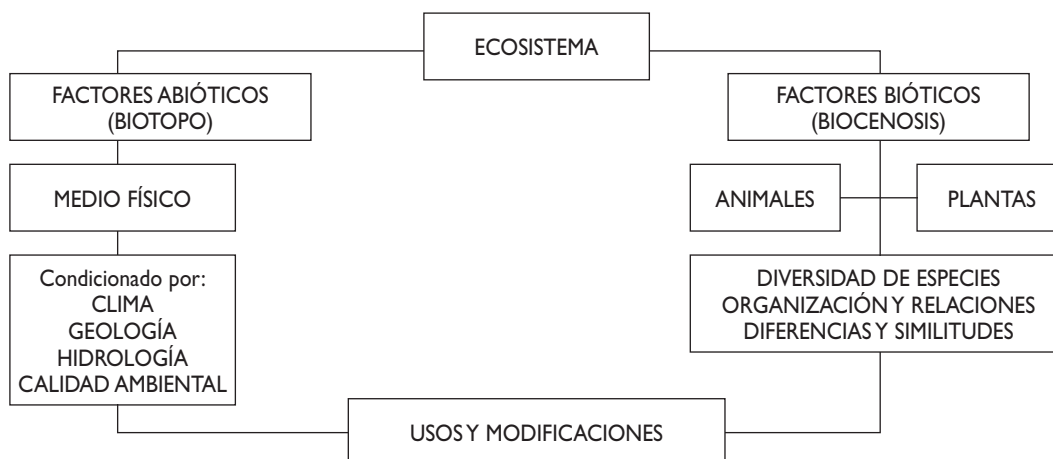 ECOSISTEMA
FACTORES ABIÓTICOS
(BIOTOPO)
FACTORES BIÓTICOS
(BIOCENOSIS)
MEDIO FÍSICO
ANIMALES
PLANTAS
Condicionado por:
CLIMA
GEOLOGÍA
HIDROLOGÍA
CALIDAD AMBIENTAL
DIVERSIDAD DE ESPECIES
ORGANIZACIÓN Y RELACIONES
DIFERENCIAS Y SIMILITUDES
USOS Y MODIFICACIONES